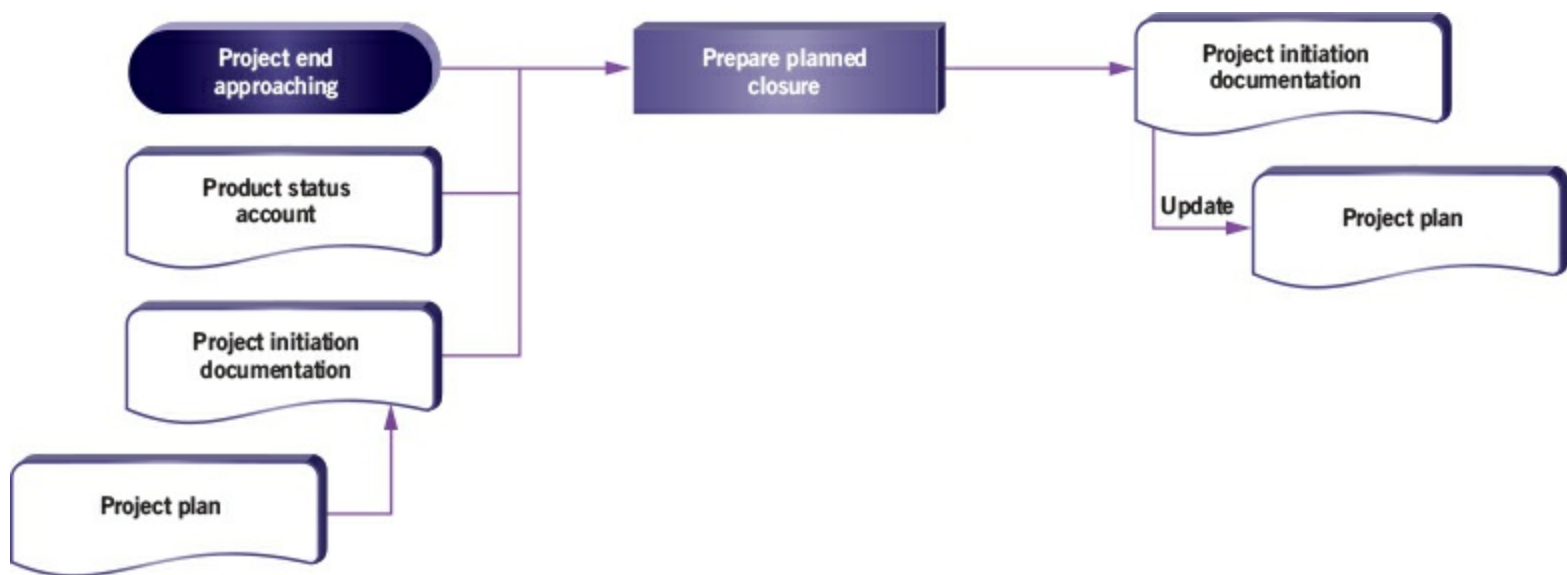 Project end
approaching
Prepare planned
closure
Project initiation
documentation
Product status
account
Update
Project plan
Project initiation
documentation
Project plan